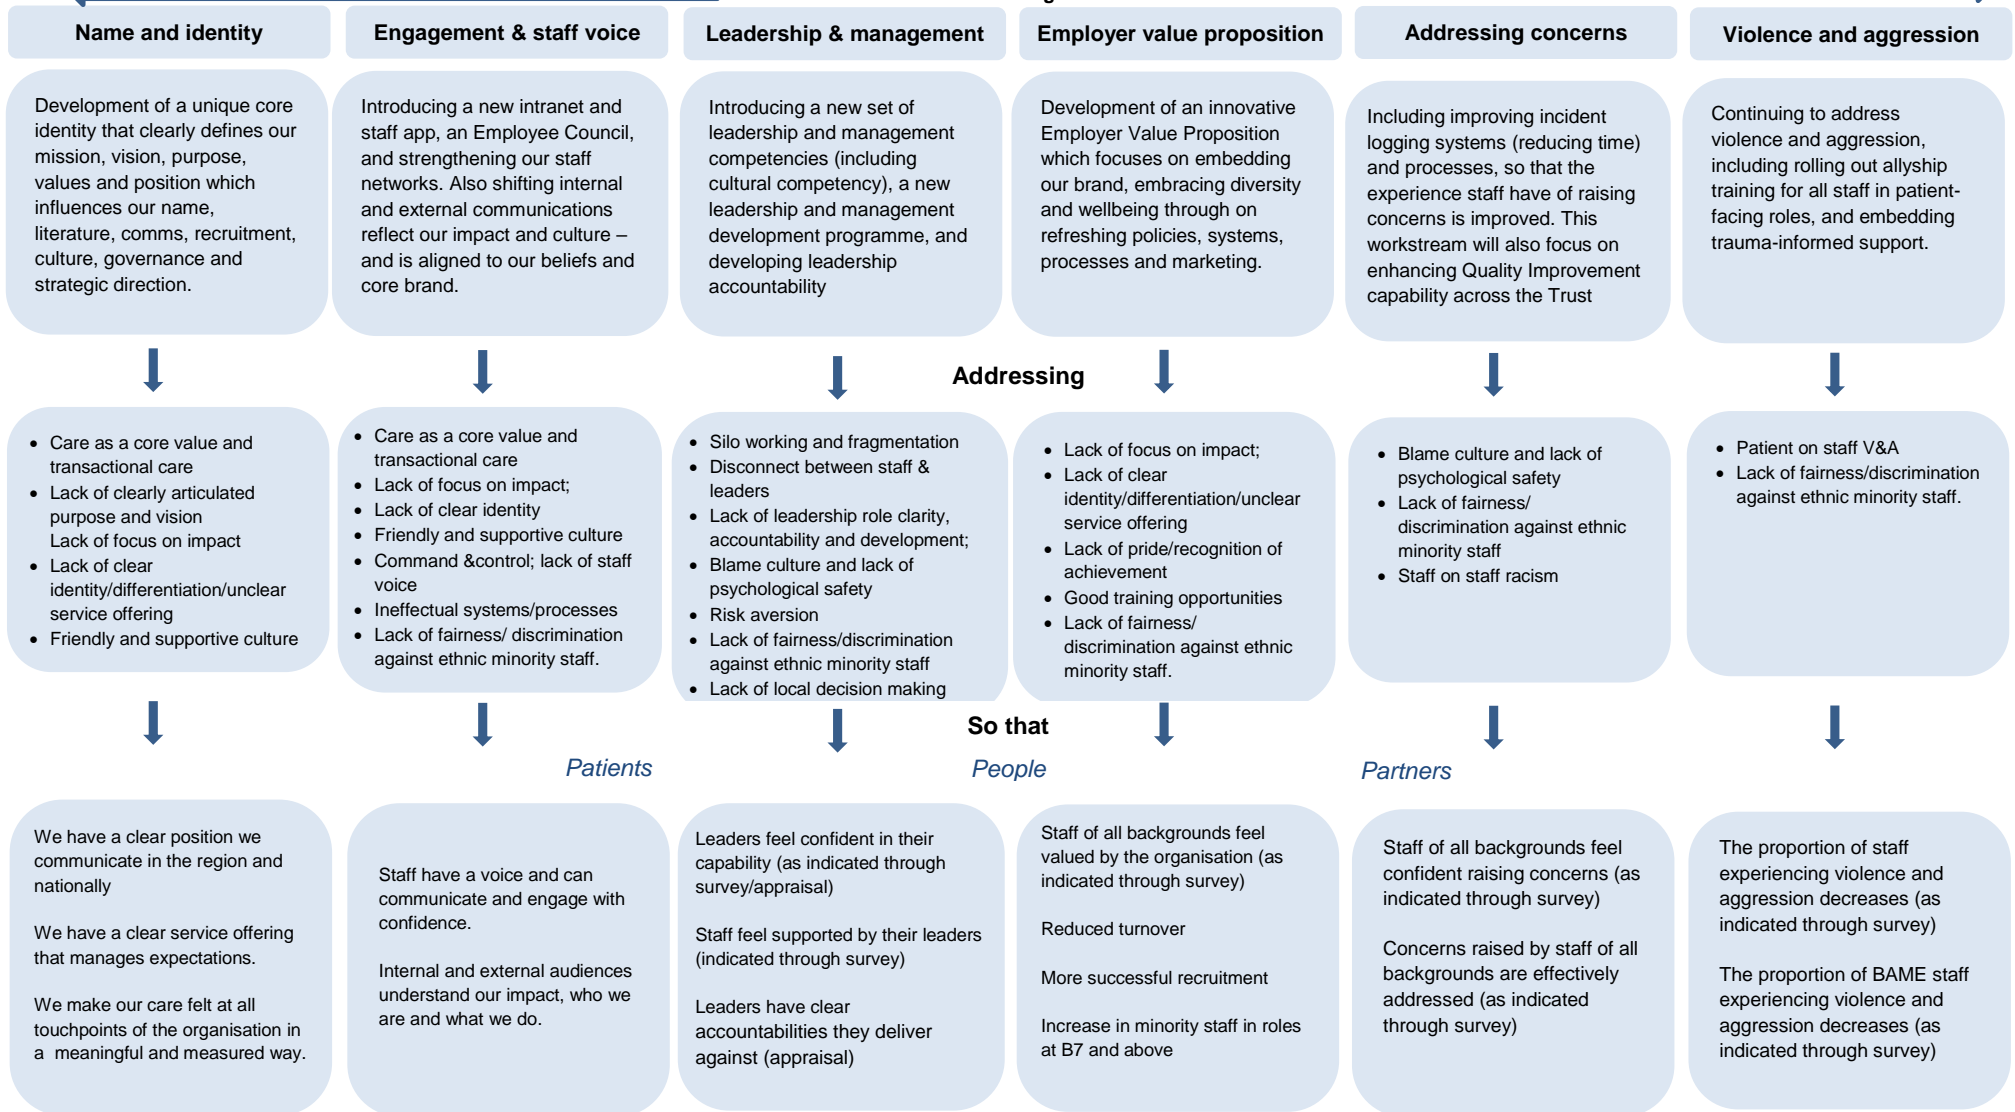 Name and identity
Engagement & staff voice
Leadership & management
Employer value proposition
Addressing concerns
Violence and aggression
Development of a unique core
identity that clearly defines our
mission, vision, purpose,
values and position which
influences our name,
literature, comms, recruitment,
culture, governance and
strategic direction.
Introducing a new intranet and
staff app, an Employee Council,
and strengthening our staff
networks. Also shifting internal
and external communications
reflect our impact and culture –
and is aligned to our beliefs and
core brand.
Introducing a new set of
leadership and management
competencies (including
cultural competency), a new
leadership and management
development programme, and
developing leadership
accountability
Development of an innovative
Employer Value Proposition
which focuses on embedding
our brand, embracing diversity
and wellbeing through on
refreshing policies, systems,
processes and marketing.
Including improving incident
logging systems (reducing time)
and processes, so that the
experience staff have of raising
concerns is improved. This
workstream will also focus on
enhancing Quality Improvement
capability across the Trust
Continuing to address
violence and aggression,
including rolling out allyship
training for all staff in patient-
facing roles, and embedding
trauma-informed support.
Addressing
• Care as a core value and
transactional care
• Lack of clearly articulated
purpose and vision
Lack of focus on impact
• Lack of clear
identity/differentiation/unclear
service offering
• Friendly and supportive culture
• Care as a core value and
transactional care
• Lack of focus on impact;
• Lack of clear identity
• Friendly and supportive culture
• Command &control; lack of staff
voice
• Ineffectual systems/processes
• Lack of fairness/ discrimination
against ethnic minority staff.
• Silo working and fragmentation
• Disconnect between staff &
leaders
• Lack of leadership role clarity,
accountability and development;
• Blame culture and lack of
psychological safety
• Risk aversion
• Lack of fairness/discrimination
against ethnic minority staff
• Lack of local decision making
• Lack of focus on impact;
• Lack of clear
identity/differentiation/unclear
service offering
• Lack of pride/recognition of
achievement
• Good training opportunities
• Lack of fairness/
discrimination against ethnic
minority staff.
• Blame culture and lack of
psychological safety
• Lack of fairness/
discrimination against ethnic
minority staff
• Staff on staff racism
• Patient on staff V&A
• Lack of fairness/discrimination
against ethnic minority staff.
So that
Patients
People
Partners
We have a clear position we
communicate in the region and
nationally
We have a clear service offering
that manages expectations.
We make our care felt at all
touchpoints of the organisation in
a meaningful and measured way.
Staff have a voice and can
communicate and engage with
confidence.
Internal and external audiences
understand our impact, who we
are and what we do.
Leaders feel confident in their
capability (as indicated through
survey/appraisal)
Staff feel supported by their leaders
(indicated through survey)
Leaders have clear
accountabilities they deliver
against (appraisal)
Staff of all backgrounds feel
valued by the organisation (as
indicated through survey)
Reduced turnover
More successful recruitment
Increase in minority staff in roles
at B7 and above
Staff of all backgrounds feel
confident raising concerns (as
indicated through survey)
Concerns raised by staff of all
backgrounds are effectively
addressed (as indicated
through survey)
The proportion of staff
experiencing violence and
aggression decreases (as
indicated through survey)
The proportion of BAME staff
experiencing violence and
aggression decreases (as
indicated through survey)